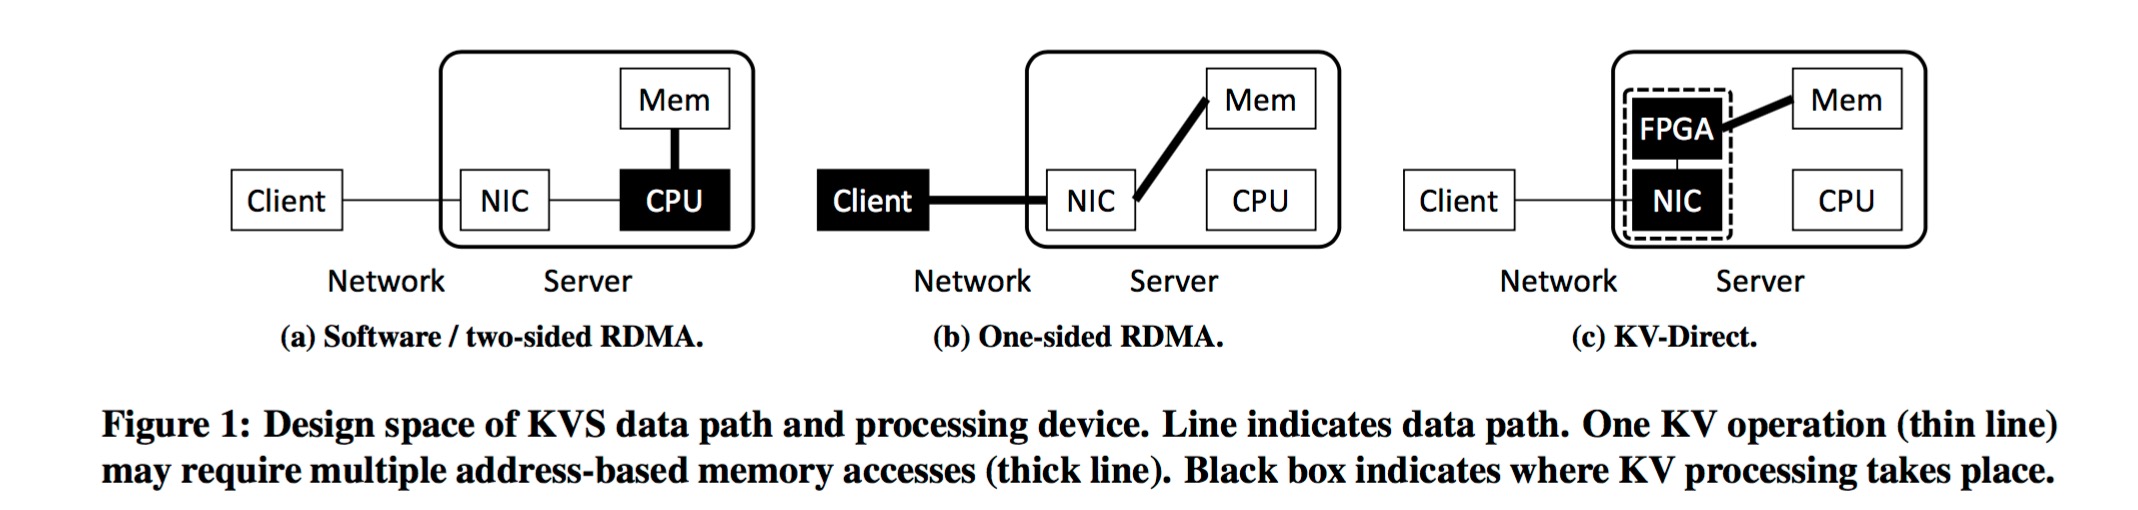 Mem
Client
NIC
CPU
Network
Server
(a) Software / two-sided RDMA.
Mem
Client
NIC
CPU
Network
Server
(b) One-sided RDMA.
FPGA
Mem
Client
NIC
CPU
Network
Server
(c) KV-Direct.
Figure 1: Design space of KVS data path and processing device. Line indicates data path. One KV operation (thin line)
may require multiple address-based memory accesses (thick line). Black box indicates where KV processing takes place.